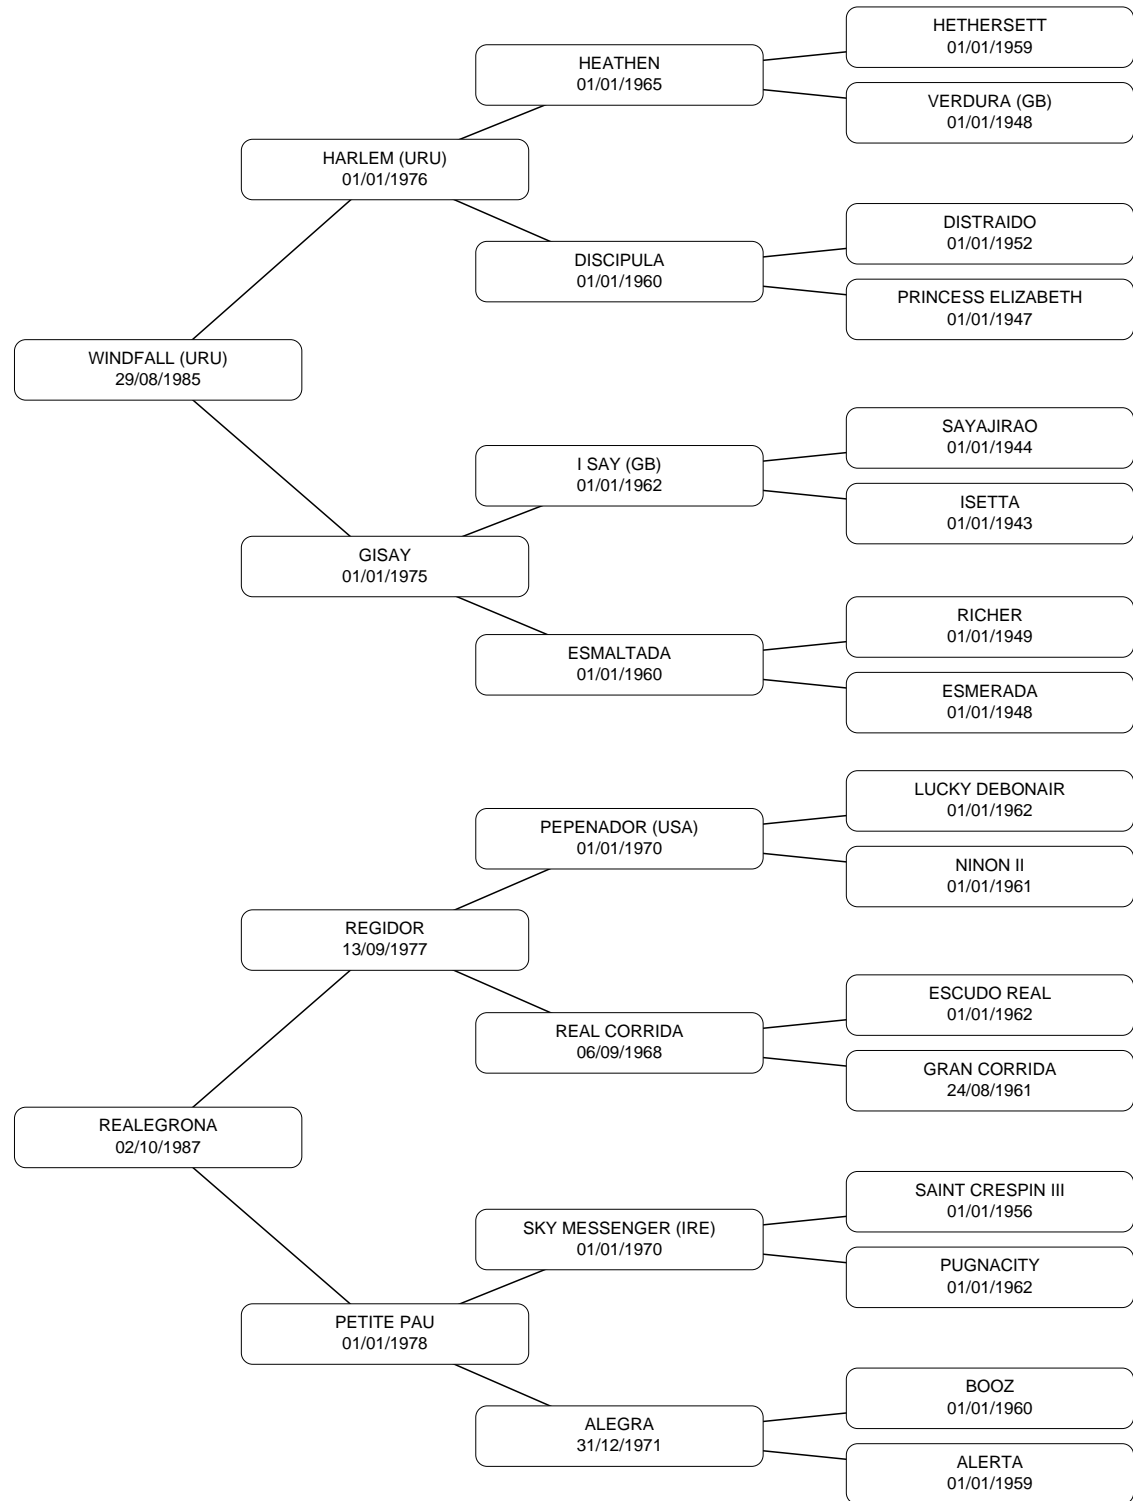 HETHERSETT
01/01/1959
HEATHEN
01/01/1965
VERDURA (GB)
01/01/1948
HARLEM (URU)
01/01/1976
DISTRAIDO
01/01/1952
DISCIPULA
01/01/1960
PRINCESS ELIZABETH
01/01/1947
WINDFALL (URU)
29/08/1985
SAYAJIRAO
01/01/1944
I SAY (GB)
01/01/1962
ISETTA
01/01/1943
GISAY
01/01/1975
RICHER
01/01/1949
ESMALTADA
01/01/1960
ESMERADA
01/01/1948
LUCKY DEBONAIR
01/01/1962
PEPENADOR (USA)
01/01/1970
NINON II
01/01/1961
REGIDOR
13/09/1977
ESCUDO REAL
01/01/1962
REAL CORRIDA
06/09/1968
GRAN CORRIDA
24/08/1961
REALEGRONA
02/10/1987
SAINT CRESPIN III
01/01/1956
SKY MESSENGER (IRE)
01/01/1970
PUGNACITY
01/01/1962
PETITE PAU
01/01/1978
BOOZ
01/01/1960
ALEGRA
31/12/1971
ALERTA
01/01/1959